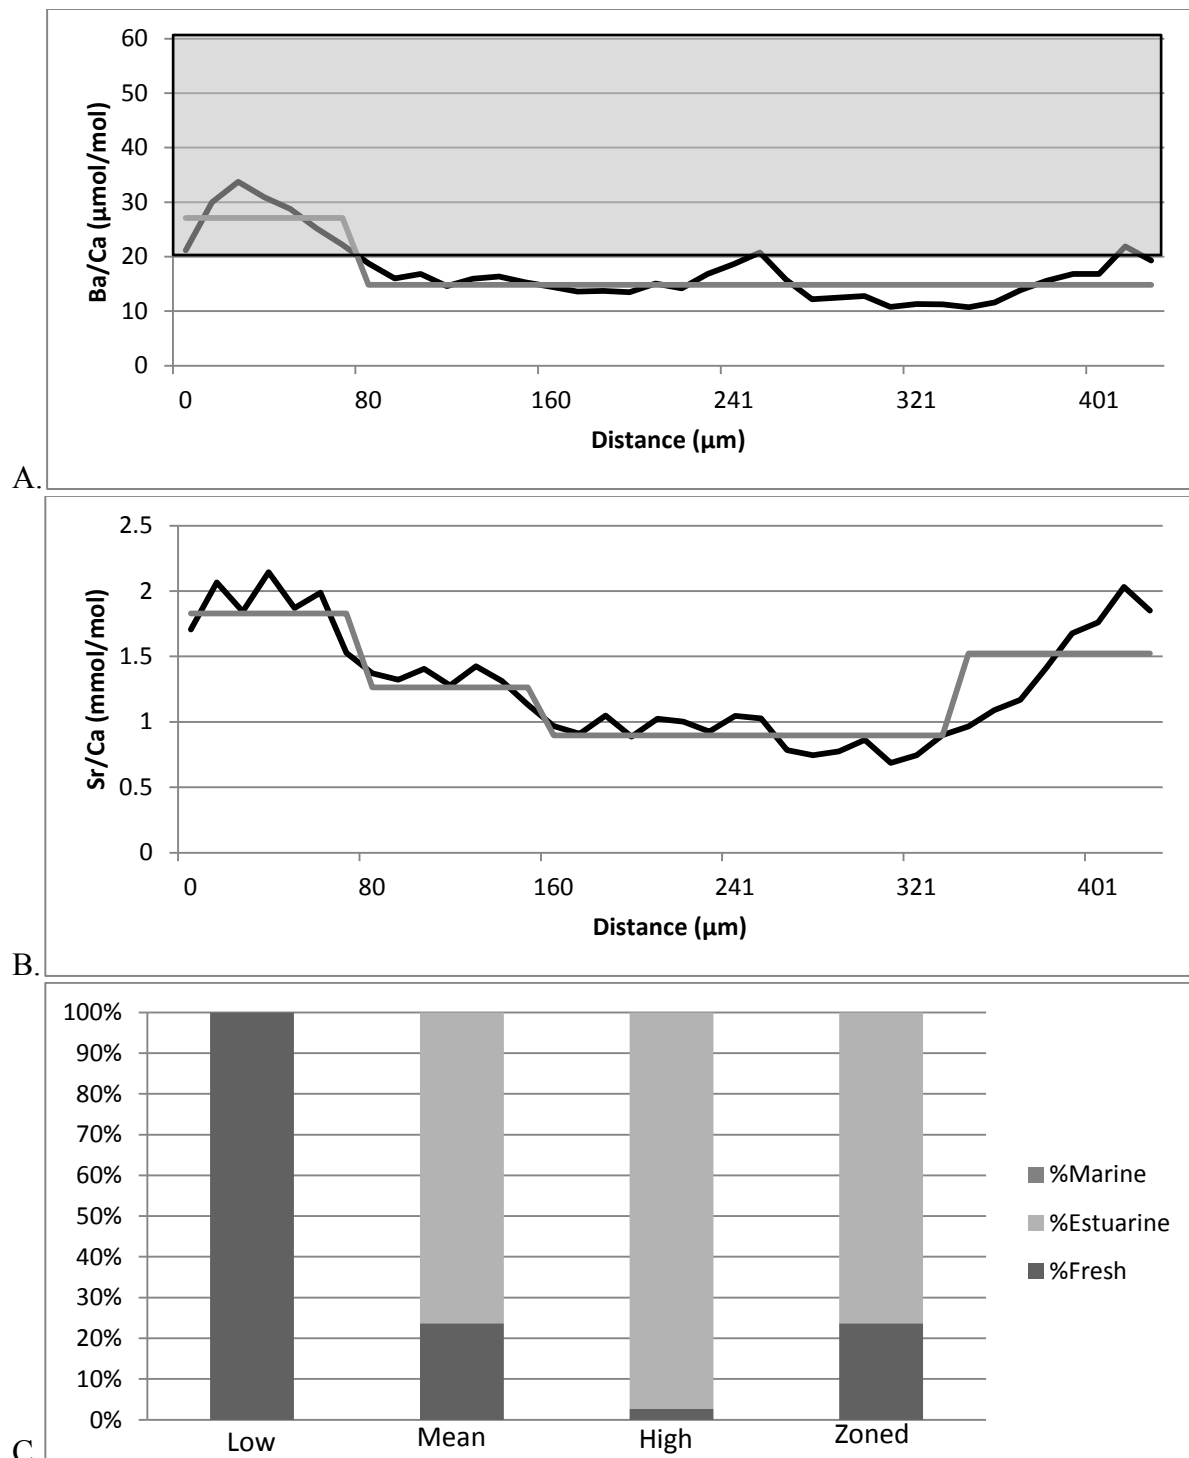 60
50
40
30
20
10
0
Ba/Ca (µmol/mol)
0 80 160 241 321 401
Distance (µm)
A.
2.5
2
1.5
1
0.5
0
Sr/Ca (mmol/mol)
0 80 160 241 321 401
Distance (µm)
B.
100%
90%
80%
70%
60%
50%
40%
30%
20%
10%
0%
Low Mean High Zoned
%Marine
%Estuarine
%Fresh
C